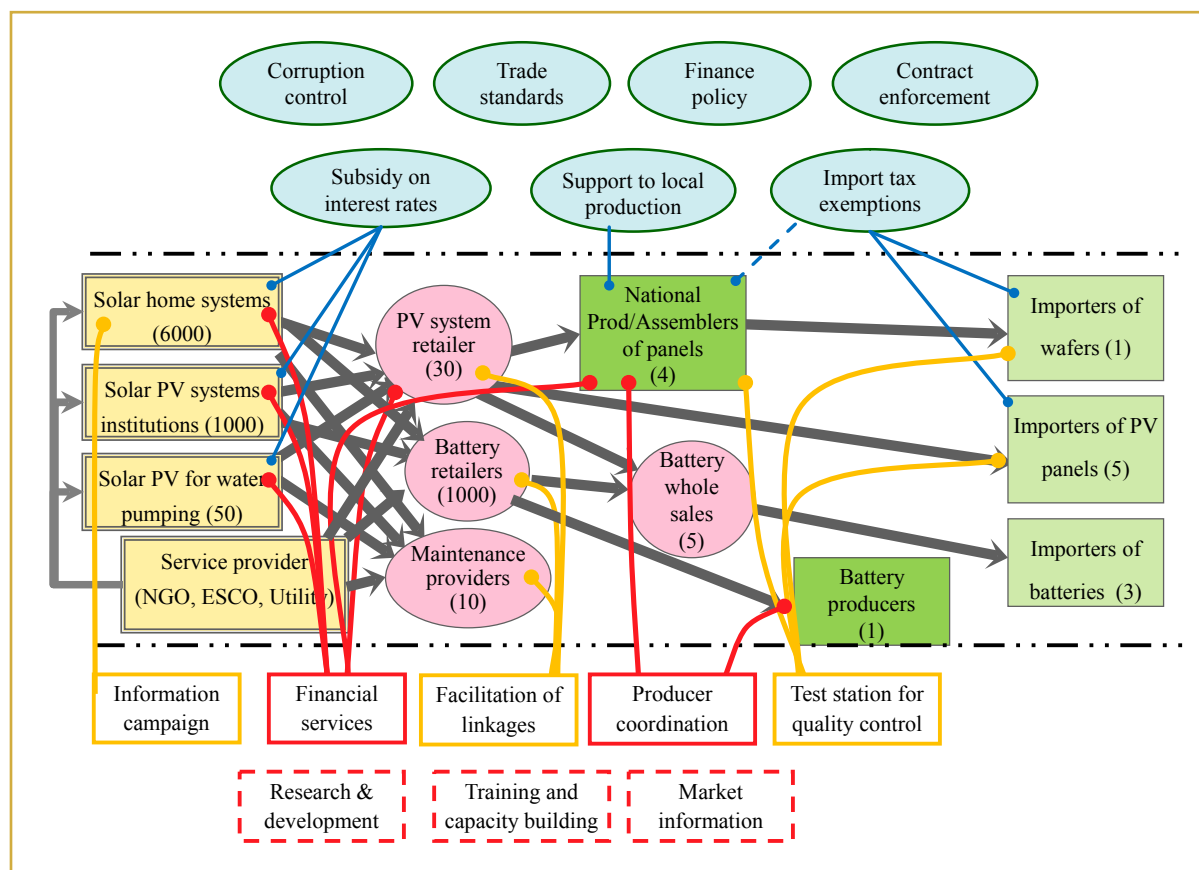 Corruption
control
Trade
standards
Finance
policy
Contract
enforcement
Subsidy on
interest rates
Support to local
production
Import tax
exemptions
Solar home systems
(6000)
Solar PV systems
institutions (1000)
Solar PV for water
pumping (50)
Service provider
(NGO, ESCO, Utility)
PV system
retailer
(30)
Battery
retailers
(1000)
Maintenance
providers
(10)
National
Prod/Assemblers
of panels
(4)
Battery
whole
sales
(5)
Battery
producers
(1)
Importers of
wafers (1)
Importers of PV
panels (5)
Importers of
batteries (3)
Information
campaign
Financial
services
Facilitation of
linkages
Producer
coordination
Test station for
quality control
Research &
development
Training and
capacity building
Market
information